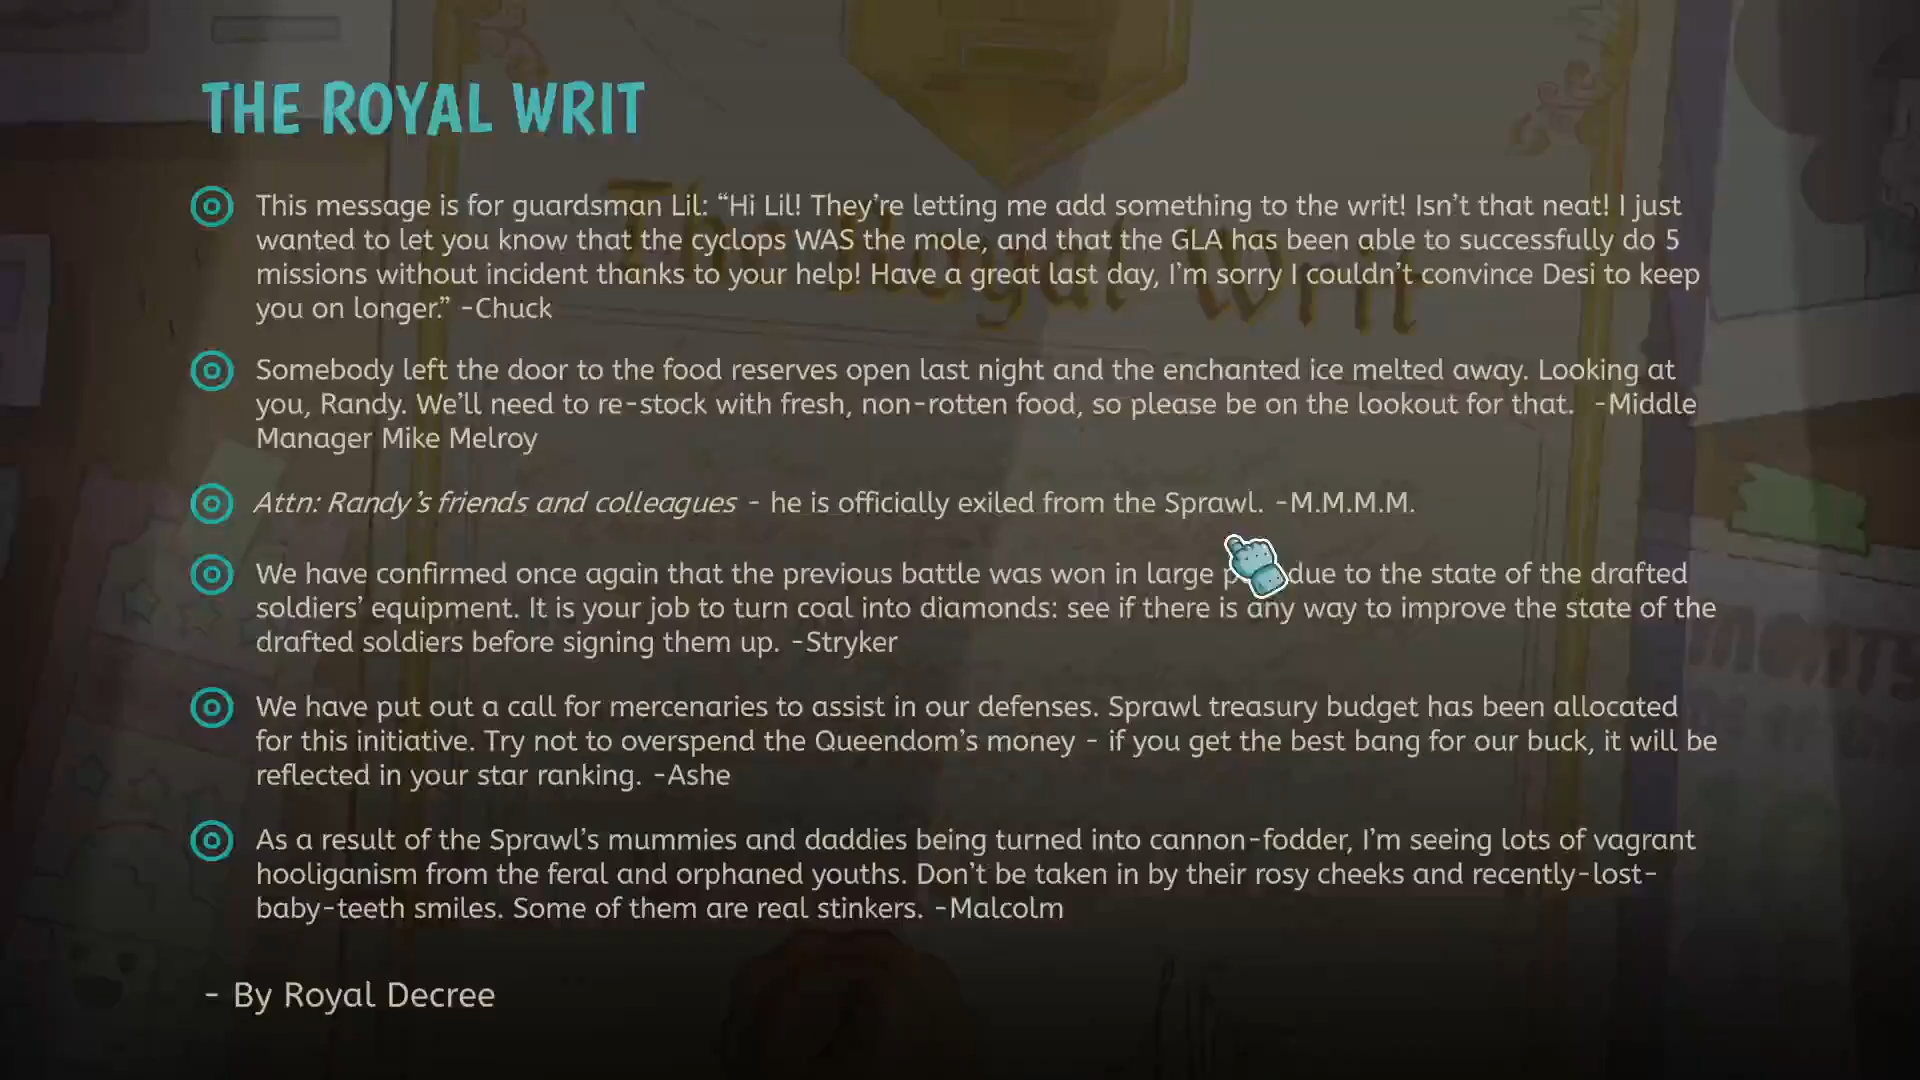 THE ROYAL WRIT
This message is for guardsman Lil: “Hi Lil! They’re letting me add something to the writ! Isn’t that neat! I just
wanted to let you know that the cyclops WAS the mole, and that the GLA has been able to successfully do 5
missions without incident thanks to your help! Have a great last day, I’m sorry I couldn’t convince Desi to keep
you on longer.” -Chuck
Somebody left the door to the food reserves open last night and the enchanted ice melted away. Looking at
you, Randy. We’ll need to re-stock with fresh, non-rotten food, so please be on the lookout for that. -Middle
Manager Mike Melroy
Attn: Randy’s friends and colleagues - he is officially exiled from the Sprawl. -M.M.M.M.
We have confirmed once again that the previous battle was won in large due to the state of the drafted
soldiers’ equipment. It is your job to turn coal into diamonds: see if there is any way to improve the state of the
drafted soldiers before signing them up. -Stryker
We have put out a call for mercenaries to assist in our defenses. Sprawl treasury budget has been allocated
for this initiative. Try not to overspend the Queendom’s money - if you get the best bang for our buck, it will be
reflected in your star ranking. -Ashe
As a result of the Sprawl’s mummies and daddies being turned into cannon-fodder, I’m seeing lots of vagrant
hooliganism from the feral and orphaned youths. Don’t be taken in by their rosy cheeks and recently-lost-
baby-teeth smiles. Some of them are real stinkers. -Malcolm
- By Royal Decree
The Royal Writ